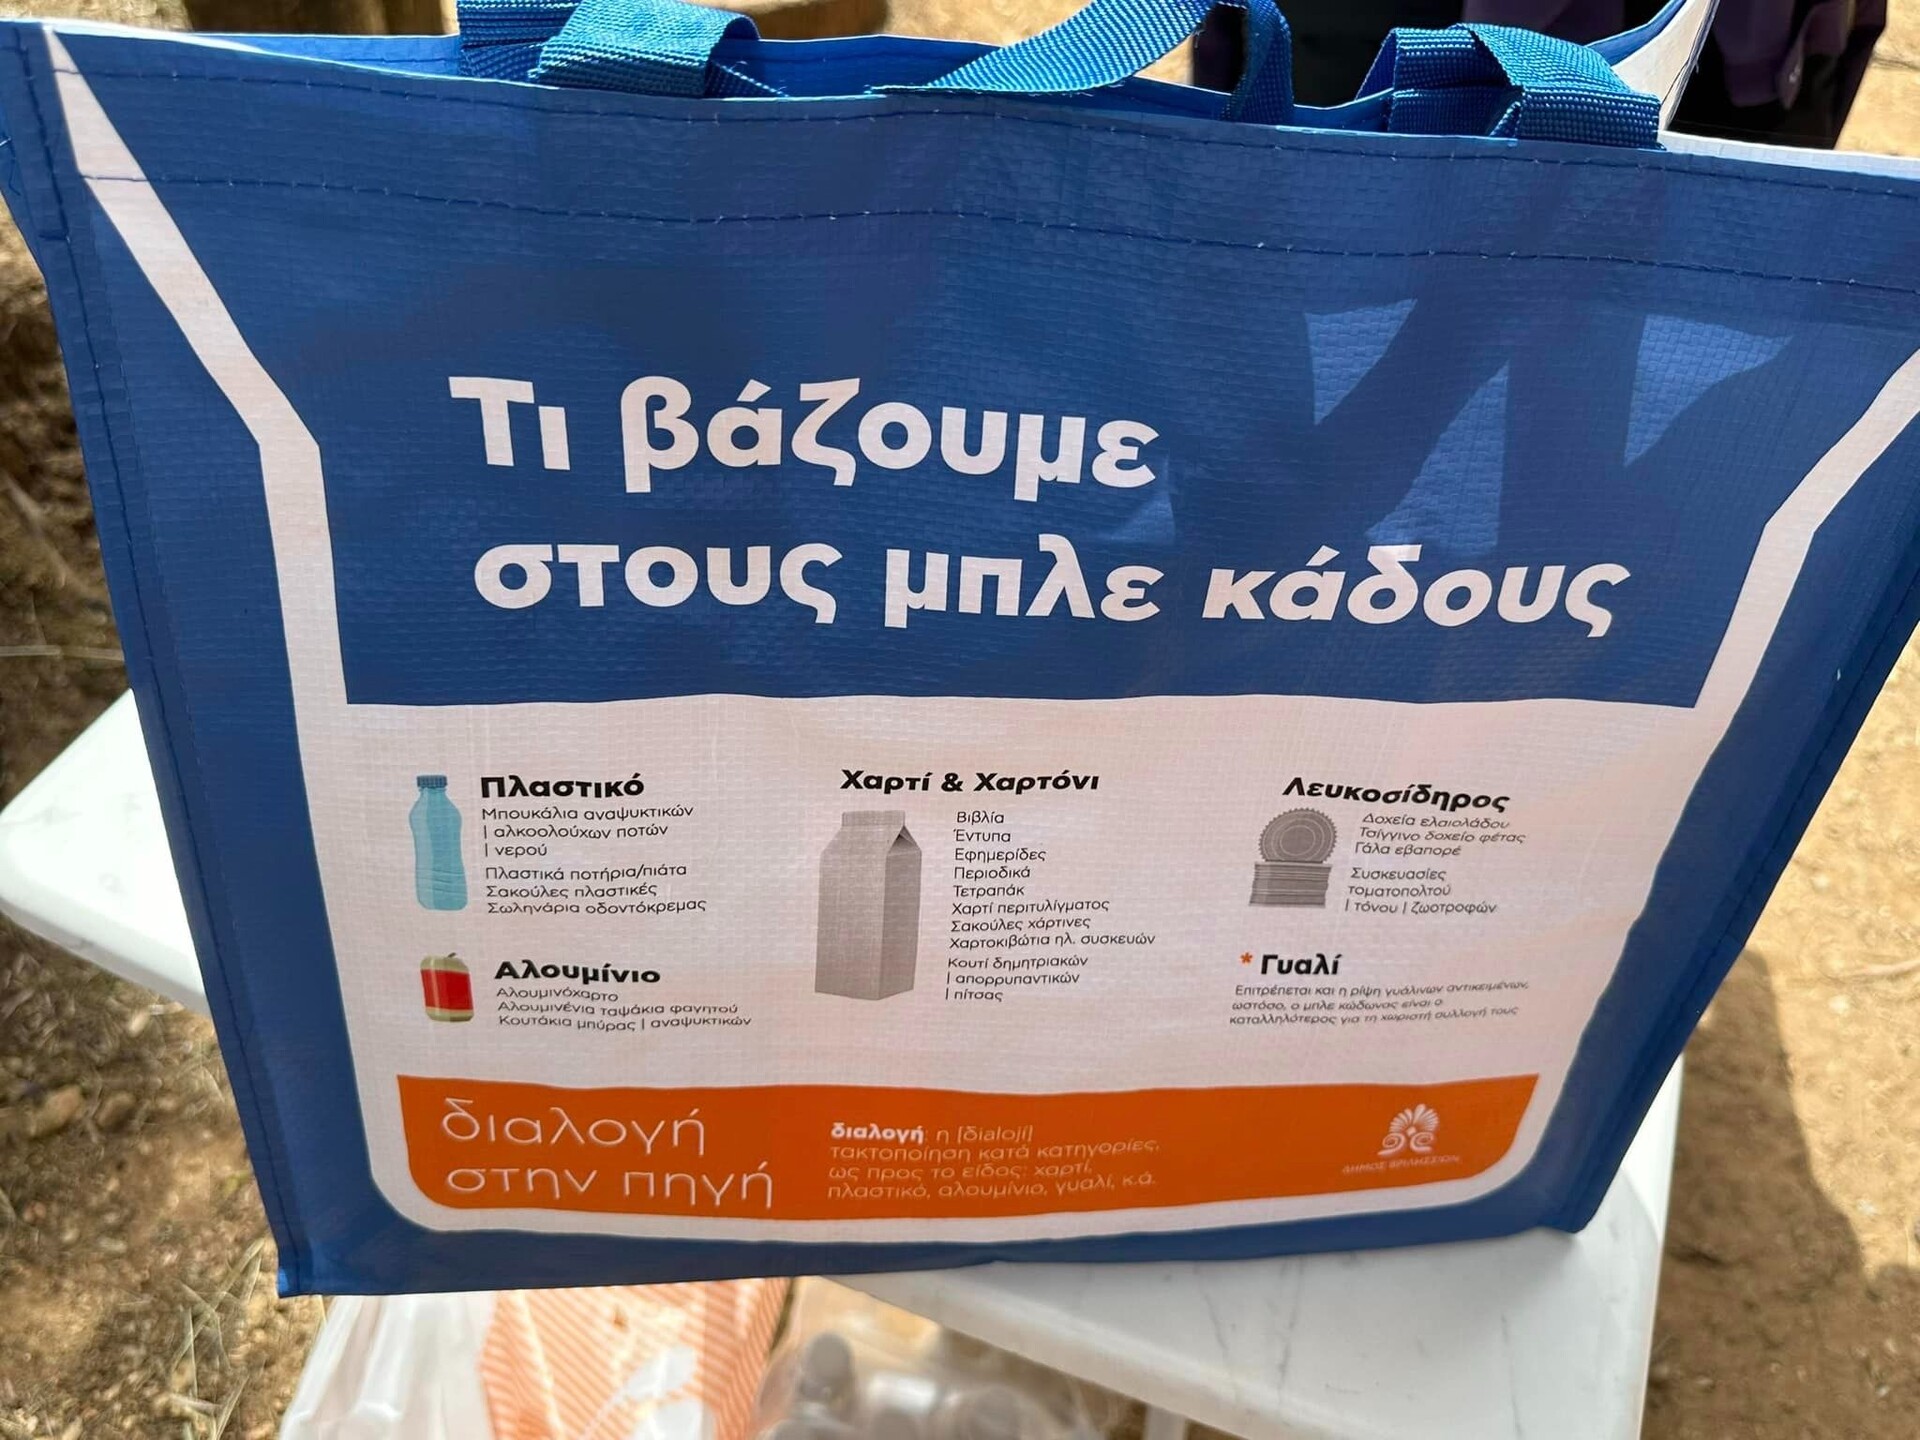 Τι βάζουμε
στους μπλε κάδους
Πλαστικό
Μπουκάλια αναψυκτικών
| αλκοολούχων ποτών
| νερού
Πλαστικά ποτήρια/πιάτα
Σακούλες πλαστικές
Σωληνάρια οδοντόκρεμας
Αλουμίνιο
Αλουμινόχαρτο
Αλουμινένια ταψάκια φαγητού
Κουτάκια μπύρας | αναψυκτικών
Χαρτί & Χαρτόνι
Βιβλία
Έντυπα
Εφημερίδες
Περιοδικά
Τετραπάκ
Χαρτί περιτυλίγματος
Σακούλες χάρτινες
Χαρτοκιβώτια ηλ. συσκευών
Κουτί δημητριακών
| απορρυπαντικών
| πίτσας
Λευκοσίδηρος
Δοχεία ελαιολάδου
Τσίγγινο δοχείο φέτας
Γάλα εβαπορέ
Συσκευασίες
τοματοπολτού
| τόνου | ζωοτροφών
* Γυαλί
Επιτρέπεται και η ρίψη γυάλινων αντικειμένων,
ωστόσο, ο μπλε κώδωνας είναι ο
καταλληλότερος για τη χωριστή συλλογή τους
διαλογή
στην πηγή
διαλογή: η [δialoji]
τακτοποίηση κατά κατηγορίες,
ως προς το είδος: χαρτί,
πλαστικό, αλουμίνιο, γυαλί, κ.ά.
ΔΗΜΟΣ ΒΡΙΛΗΣΣΙΩΝ